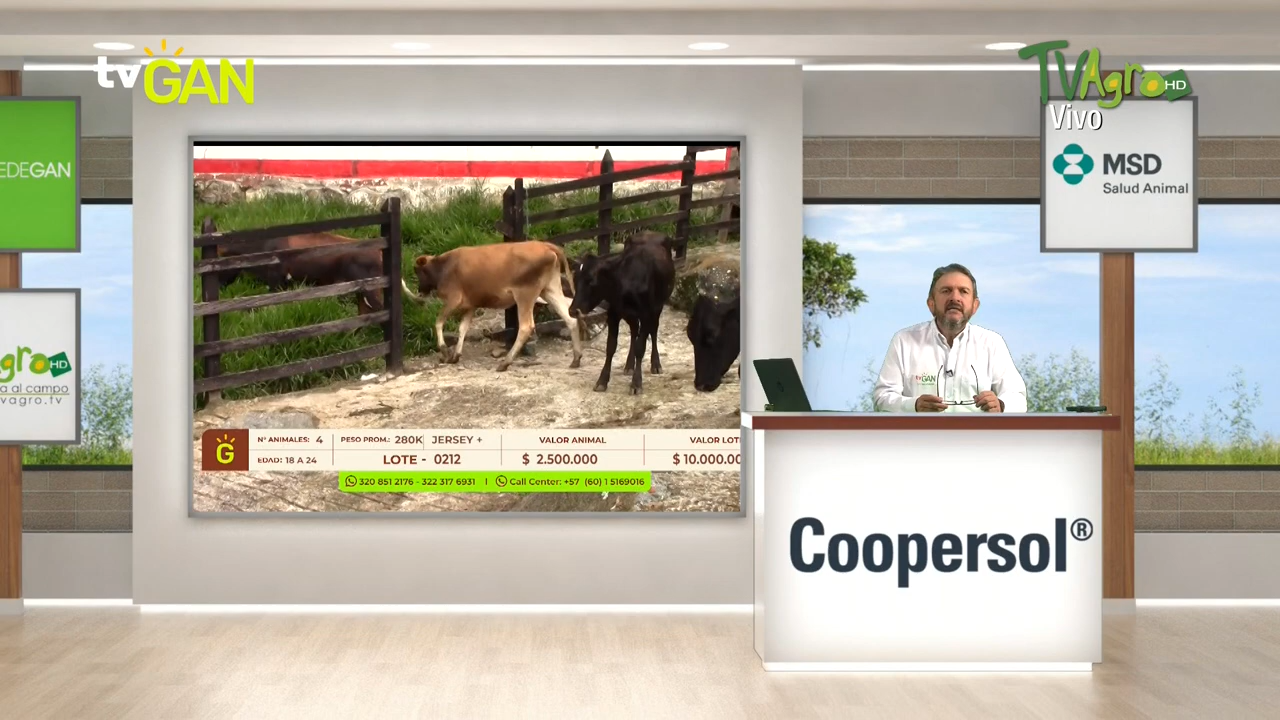 tvGAN
TVAgro HD
Vivo
EDEGAN
MSD
Salud Animal
gro HD
a al campo
vagro.tv
N° ANIMALES: 4
PESO PROM.: 280K
JERSEY +
VALOR ANIMAL
VALOR LOT
G
EDAD: 18 A 24
LOTE - 0212
$ 2.500.000
$ 10.000.00
320 851 2176 - 322 317 6931 | Call Center: +57 (60) 1 5169016
GAN
Coopersol®